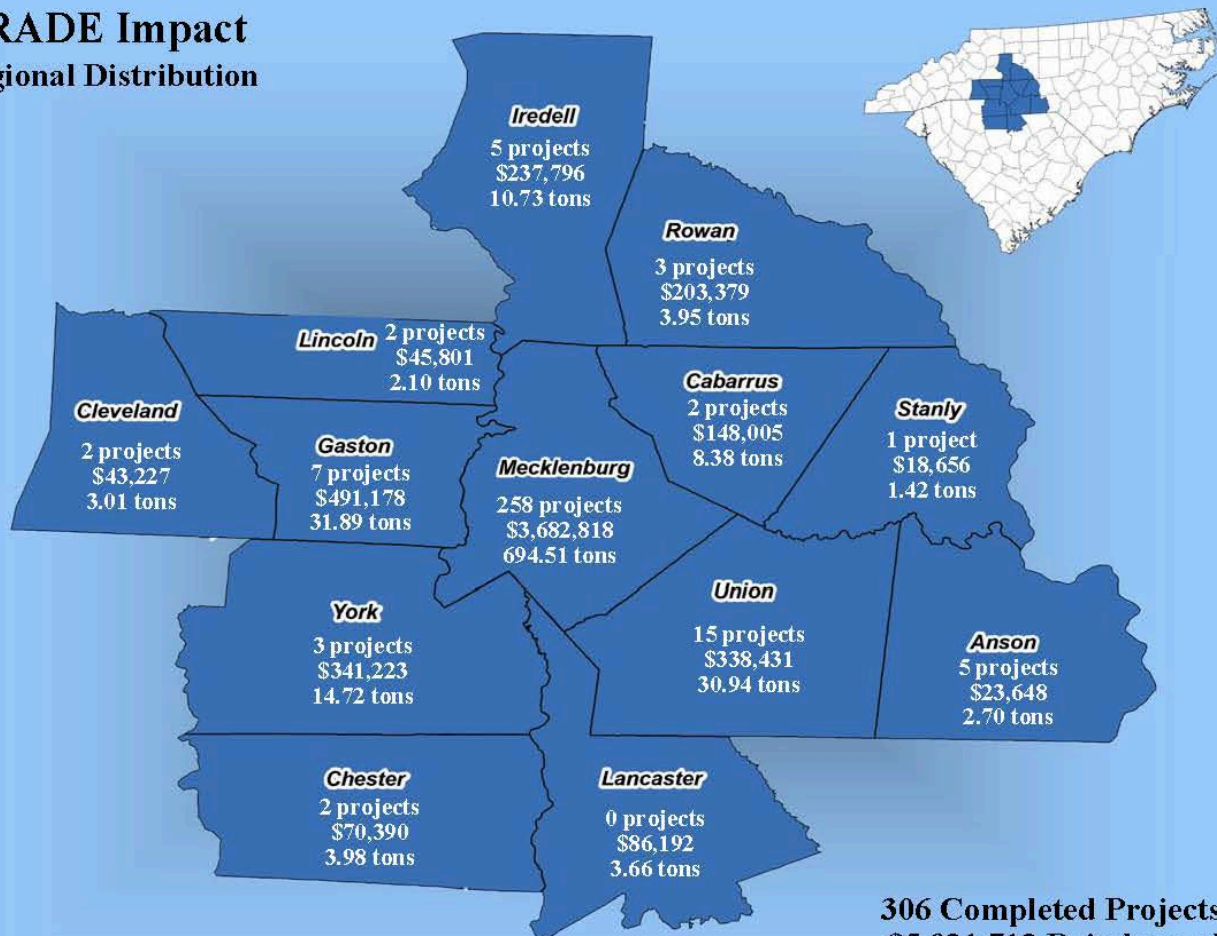 RADE Impact
gional Distribution
Iredell
5 projects
$237,796
10.73 tons
Rowan
3 projects
$203,379
3.95 tons
Lincoln 2 projects
$45,801
2.10 tons
Cleveland
2 projects
$43,227
3.01 tons
Gaston
7 projects
$491,178
31.89 tons
Mecklenburg
258 projects
$3,682,818
694.51 tons
Cabarrus
2 projects
$148,005
8.38 tons
Stanly
1 project
$18,656
1.42 tons
York
3 projects
$341,223
14.72 tons
Union
15 projects
$338,431
30.94 tons
Anson
5 projects
$23,648
2.70 tons
Chester
2 projects
$70,390
3.98 tons
Lancaster
0 projects
$86,192
3.66 tons
306 Completed Projects